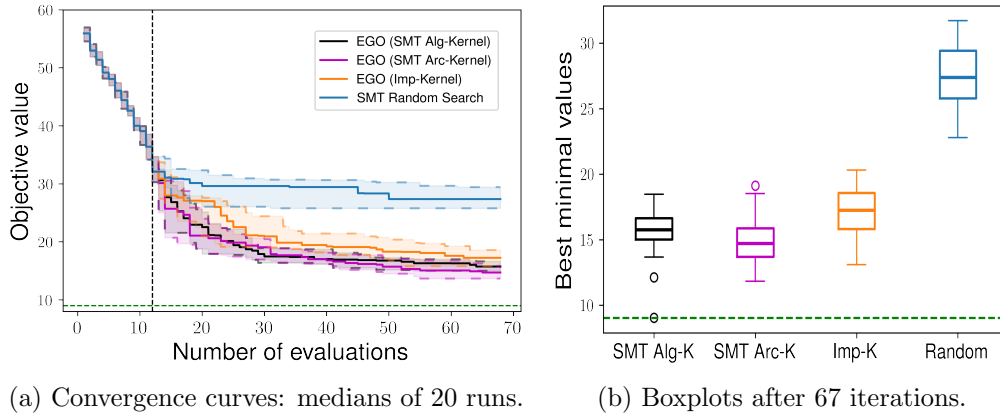 60
50
40
30
20
10
Objective value
EGO (SMT Alg-Kernel)
EGO (SMT Arc-Kernel)
EGO (Imp-Kernel)
SMT Random Search
0 10 20 30 40 50 60 70
Number of evaluations
(a) Convergence curves: medians of 20 runs.
30
25
20
15
10
Best minimal values
SMT Alg-K SMT Arc-K Imp-K Random
(b) Boxplots after 67 iterations.